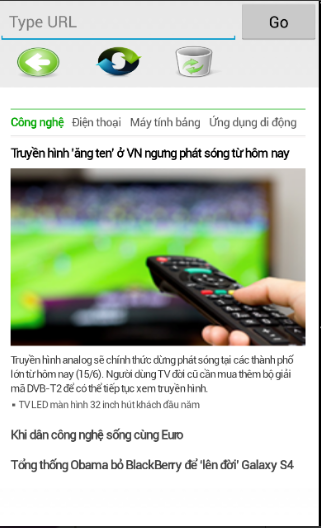 Type URL
Go
Công nghệ Điện thoại Máy tính bảng Ứng dụng di động
Truyền hình 'ăng ten' ở VN ngưng phát sóng từ hôm nay
Truyền hình analog sẽ chính thức dừng phát sóng tại các thành phố
lớn từ hôm nay (15/6). Người dùng TV đời cũ cần mua thêm bộ giải
mã DVB-T2 để có thể tiếp tục xem truyền hình.
▪ TV LED màn hình 32 inch hút khách đầu năm
Khi dân công nghệ sống cùng Euro
Tổng thống Obama bỏ BlackBerry để 'lên đời' Galaxy S4